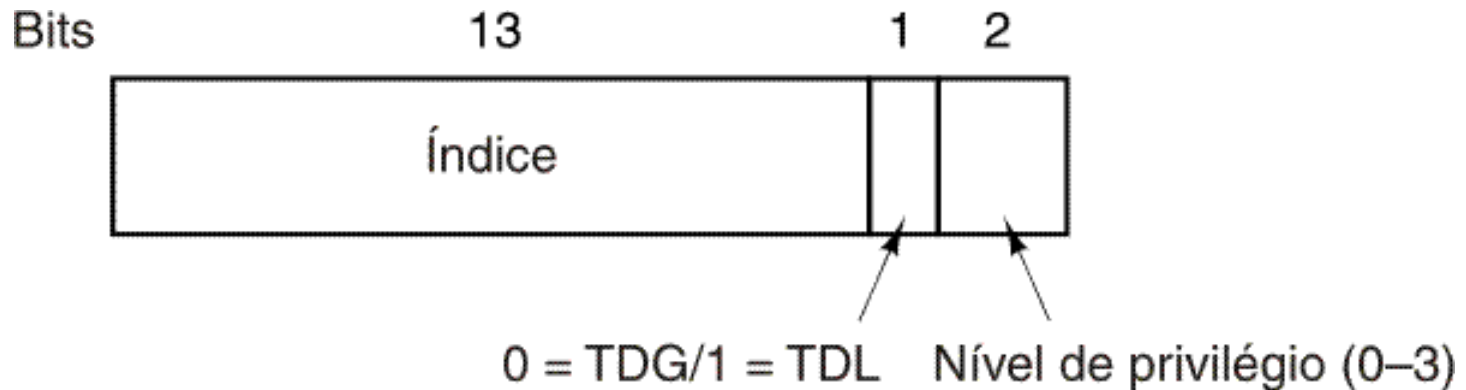 Bits 13 1 2
Índice
0 = TDG/1 = TDL Nível de privilégio (0–3)